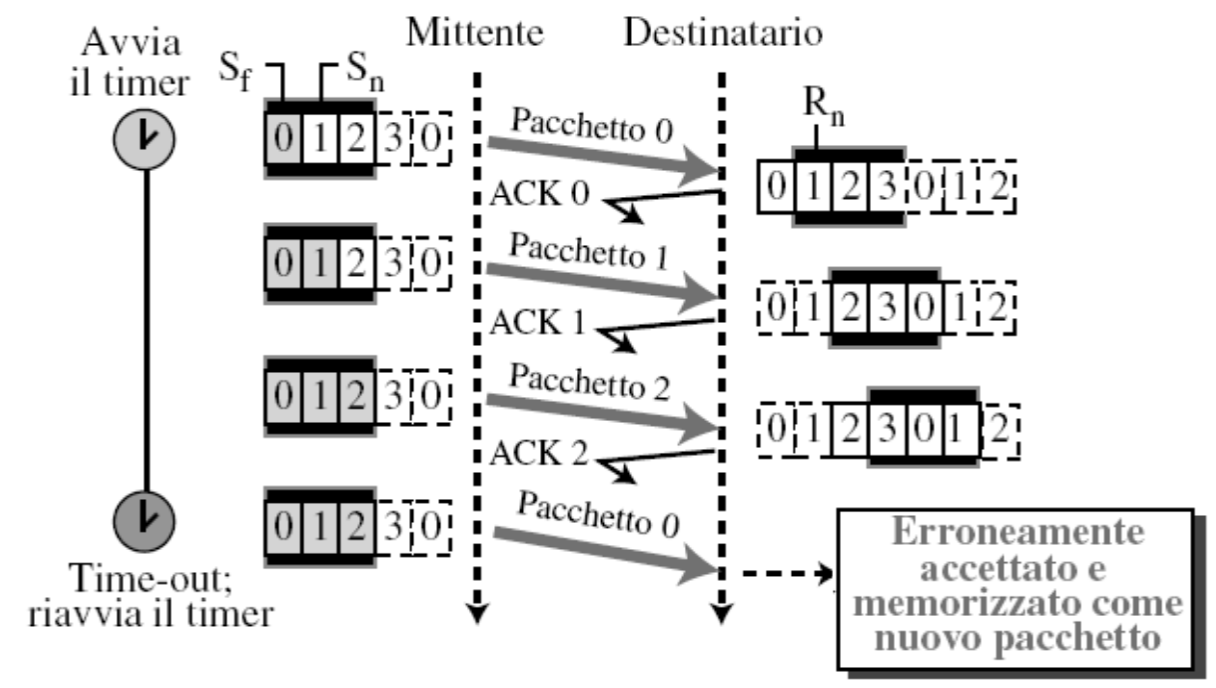 Avvia
il timer
Mittente
Destinatario
S_f
S_n
0 1 2 3 0
Pacchetto 0
R_n
0 1 2 3 0 1 2
ACK 0
0 1 2 3 0
Pacchetto 1
0 1 2 3 0 1 2
ACK 1
0 1 2 3 0
Pacchetto 2
0 1 2 3 0 1 2
ACK 2
0 1 2 3 0
Pacchetto 0
Time-out;
riavvia il timer
Erroneamente
accettato e
memorizzato come
nuovo pacchetto